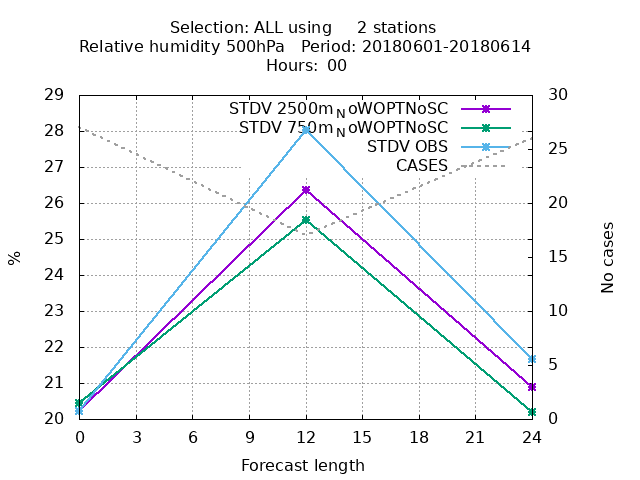 Selection: ALL using     2 stations
Relative humidity 500hPa   Period: 20180601-20180614
Hours: 00
29
28
27
26
25
24
23
22
21
20
%
STDV 2500m_NoWOPTNoSC
STDV 750m_NoWOPTNoSC
STDV OBS
CASES
30
25
20
15
10
5
0
No cases
0 3 6 9 12 15 18 21 24
Forecast length